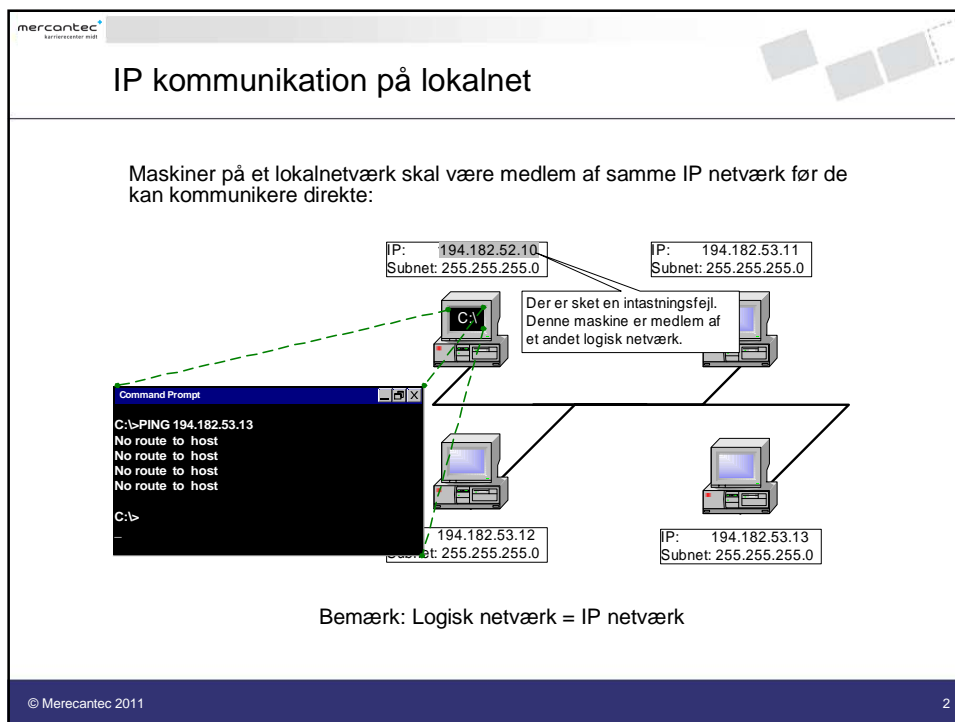 mercantec
karrierecenter midt
IP kommunikation på lokalnet
Maskiner på et lokalnetværk skal være medlem af samme IP netværk før de
kan kommunikere direkte:
IP: 194.182.52.10
Subnet: 255.255.255.0
IP: 194.182.53.11
Subnet: 255.255.255.0
Der er sket en intastningsfejl.
Denne maskine er medlem af
et andet logisk netværk.
C:\
Command Prompt
C:\>PING 194.182.53.13
No route to host
No route to host
No route to host
No route to host
C:\>
_
194.182.53.12
Subnet: 255.255.255.0
IP: 194.182.53.13
Subnet: 255.255.255.0
Bemærk: Logisk netværk = IP netværk
© Merecantec 2011
2